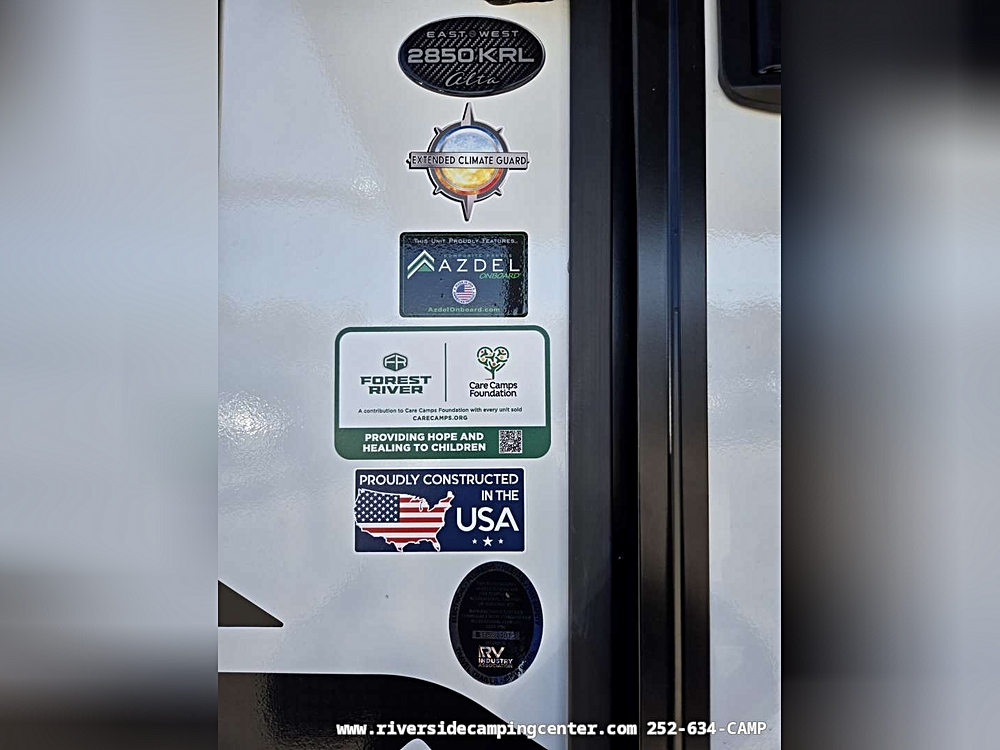 EAST WEST
2850KRL
Alta
EXTENDED CLIMATE GUARD
THIS UNIT PROUDLY FEATURES...
AZDEL
ONBOARD
AzdelOnboard.com
FOREST
RIVER
Care Camps
Foundation
A contribution to Care Camps Foundation with every unit sold
CARECAMPS.ORG
PROVIDING HOPE AND
HEALING TO CHILDREN
PROUDLY CONSTRUCTED
IN THE
USA
RV
INDUSTRY
ASSOCIATION
www.riversidecampingcenter.com 252-634-CAMP